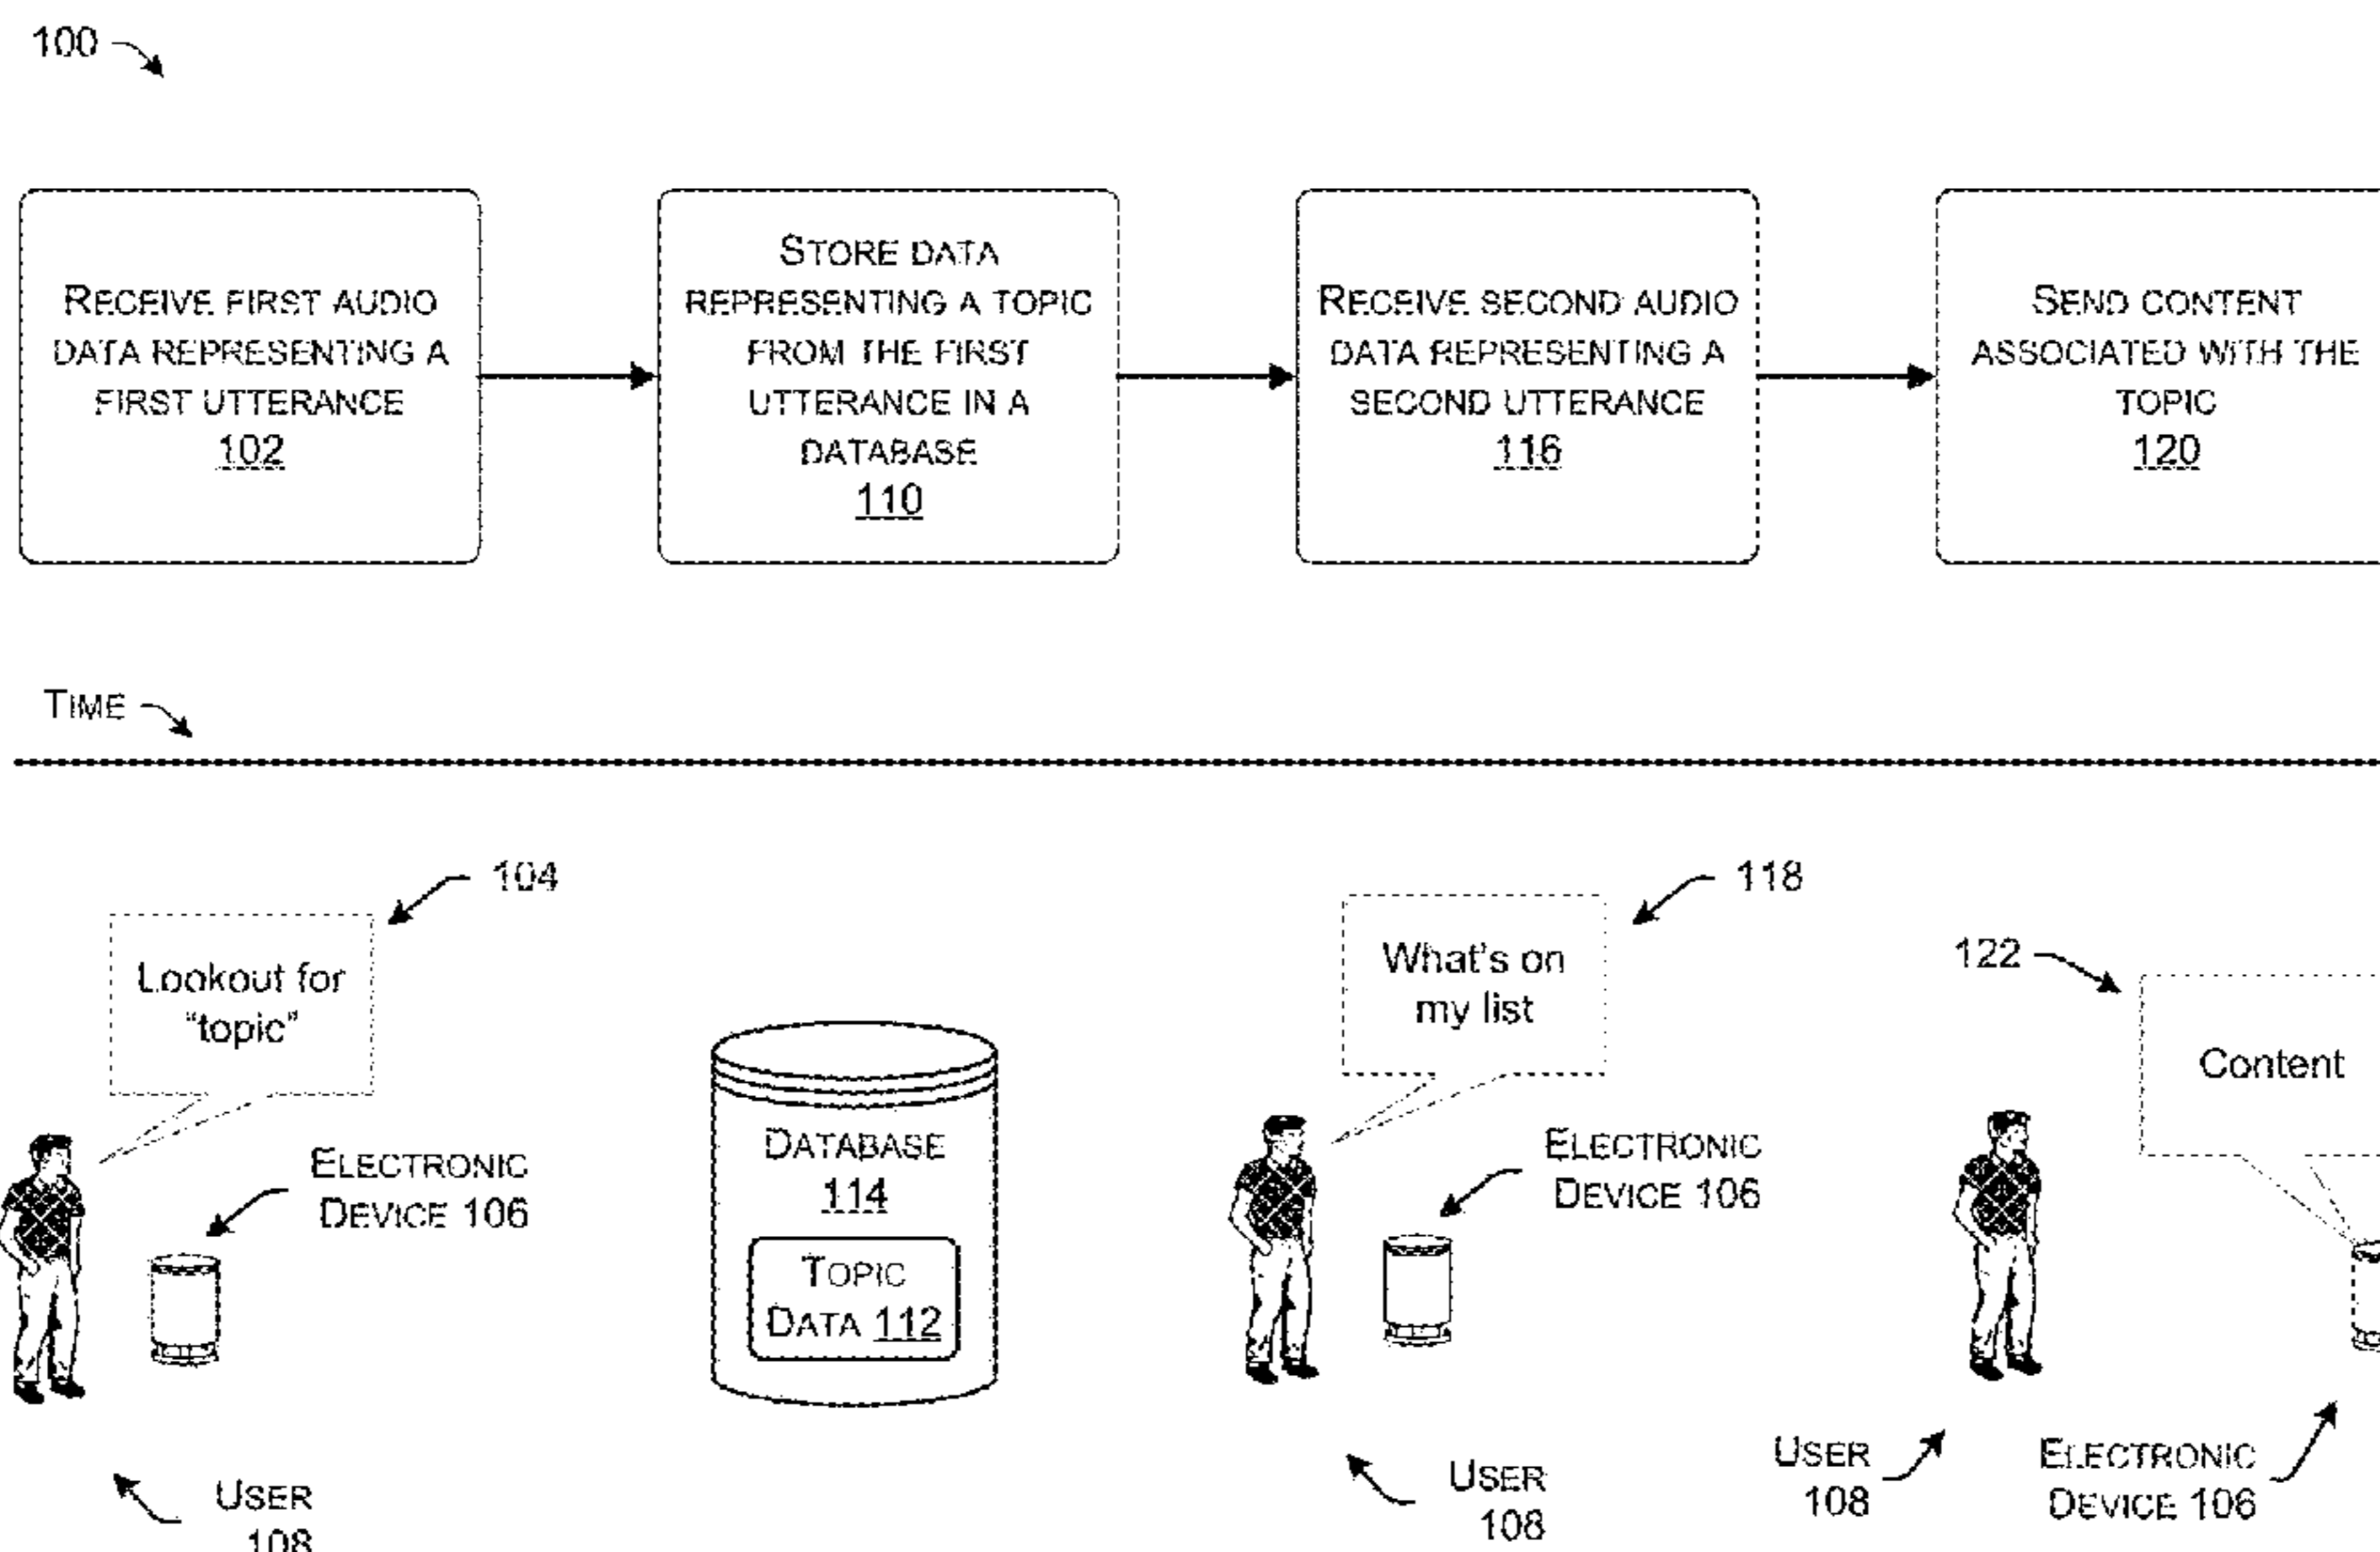 100
RECEIVE FIRST AUDIO
DATA REPRESENTING A
FIRST UTTERANCE
102
STORE DATA
REPRESENTING A TOPIC
FROM THE FIRST
UTTERANCE IN A
DATABASE
110
RECEIVE SECOND AUDIO
DATA REPRESENTING A
SECOND UTTERANCE
116
SEND CONTENT
ASSOCIATED WITH THE
TOPIC
120
TIME
104
Lookout for
“topic”
ELECTRONIC
DEVICE 106
USER
108
DATABASE
114
TOPIC
DATA 112
118
What's on
my list
ELECTRONIC
DEVICE 106
USER
108
122
Content
USER
108
ELECTRONIC
DEVICE 106